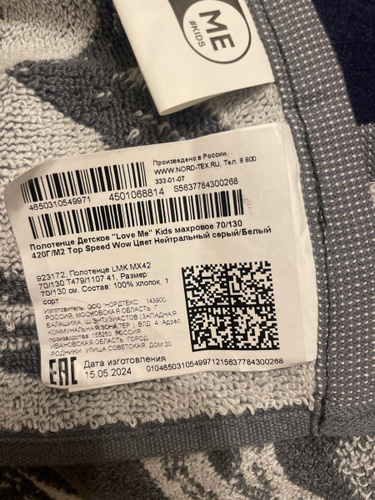 ME
#KIDS
Произведено в России.
WWW.NORD-TEX.RU, Тел. 8 800
333-01-07
4650310549971
4501068814
S5637784300268
Полотенце Детское "Love Me" Kids махровое 70/130
420Г/М2 Top Speed Wow Цвет Нейтральный серый/Белый
923172, Полотенце LMK MX42
70/130 T479/1107 41, Размер
70/130 см. Состав: 100% хлопок, 1
сорт
Изготовитель: ООО "НОРДТЕКС" 143900,
РОССИЯ, МОСКОВСКАЯ ОБЛАСТЬ, Г.
БАЛАШИХА, Ш ЭНТУЗИАСТОВ (ЗАПАДНАЯ
КОММУНАЛЬНАЯ ЗОНА ТЕР.), ВЛД. 4. Адрес
производства: 155250, РОССИЯ,
ИВАНОВСКАЯ ОБЛАСТЬ, ГОРОД
РОДНИКИ, УЛИЦА СОВЕТСКАЯ, ДОМ 20
EAC
Дата изготовления
15.05.2024
0104650310549971215637784300268